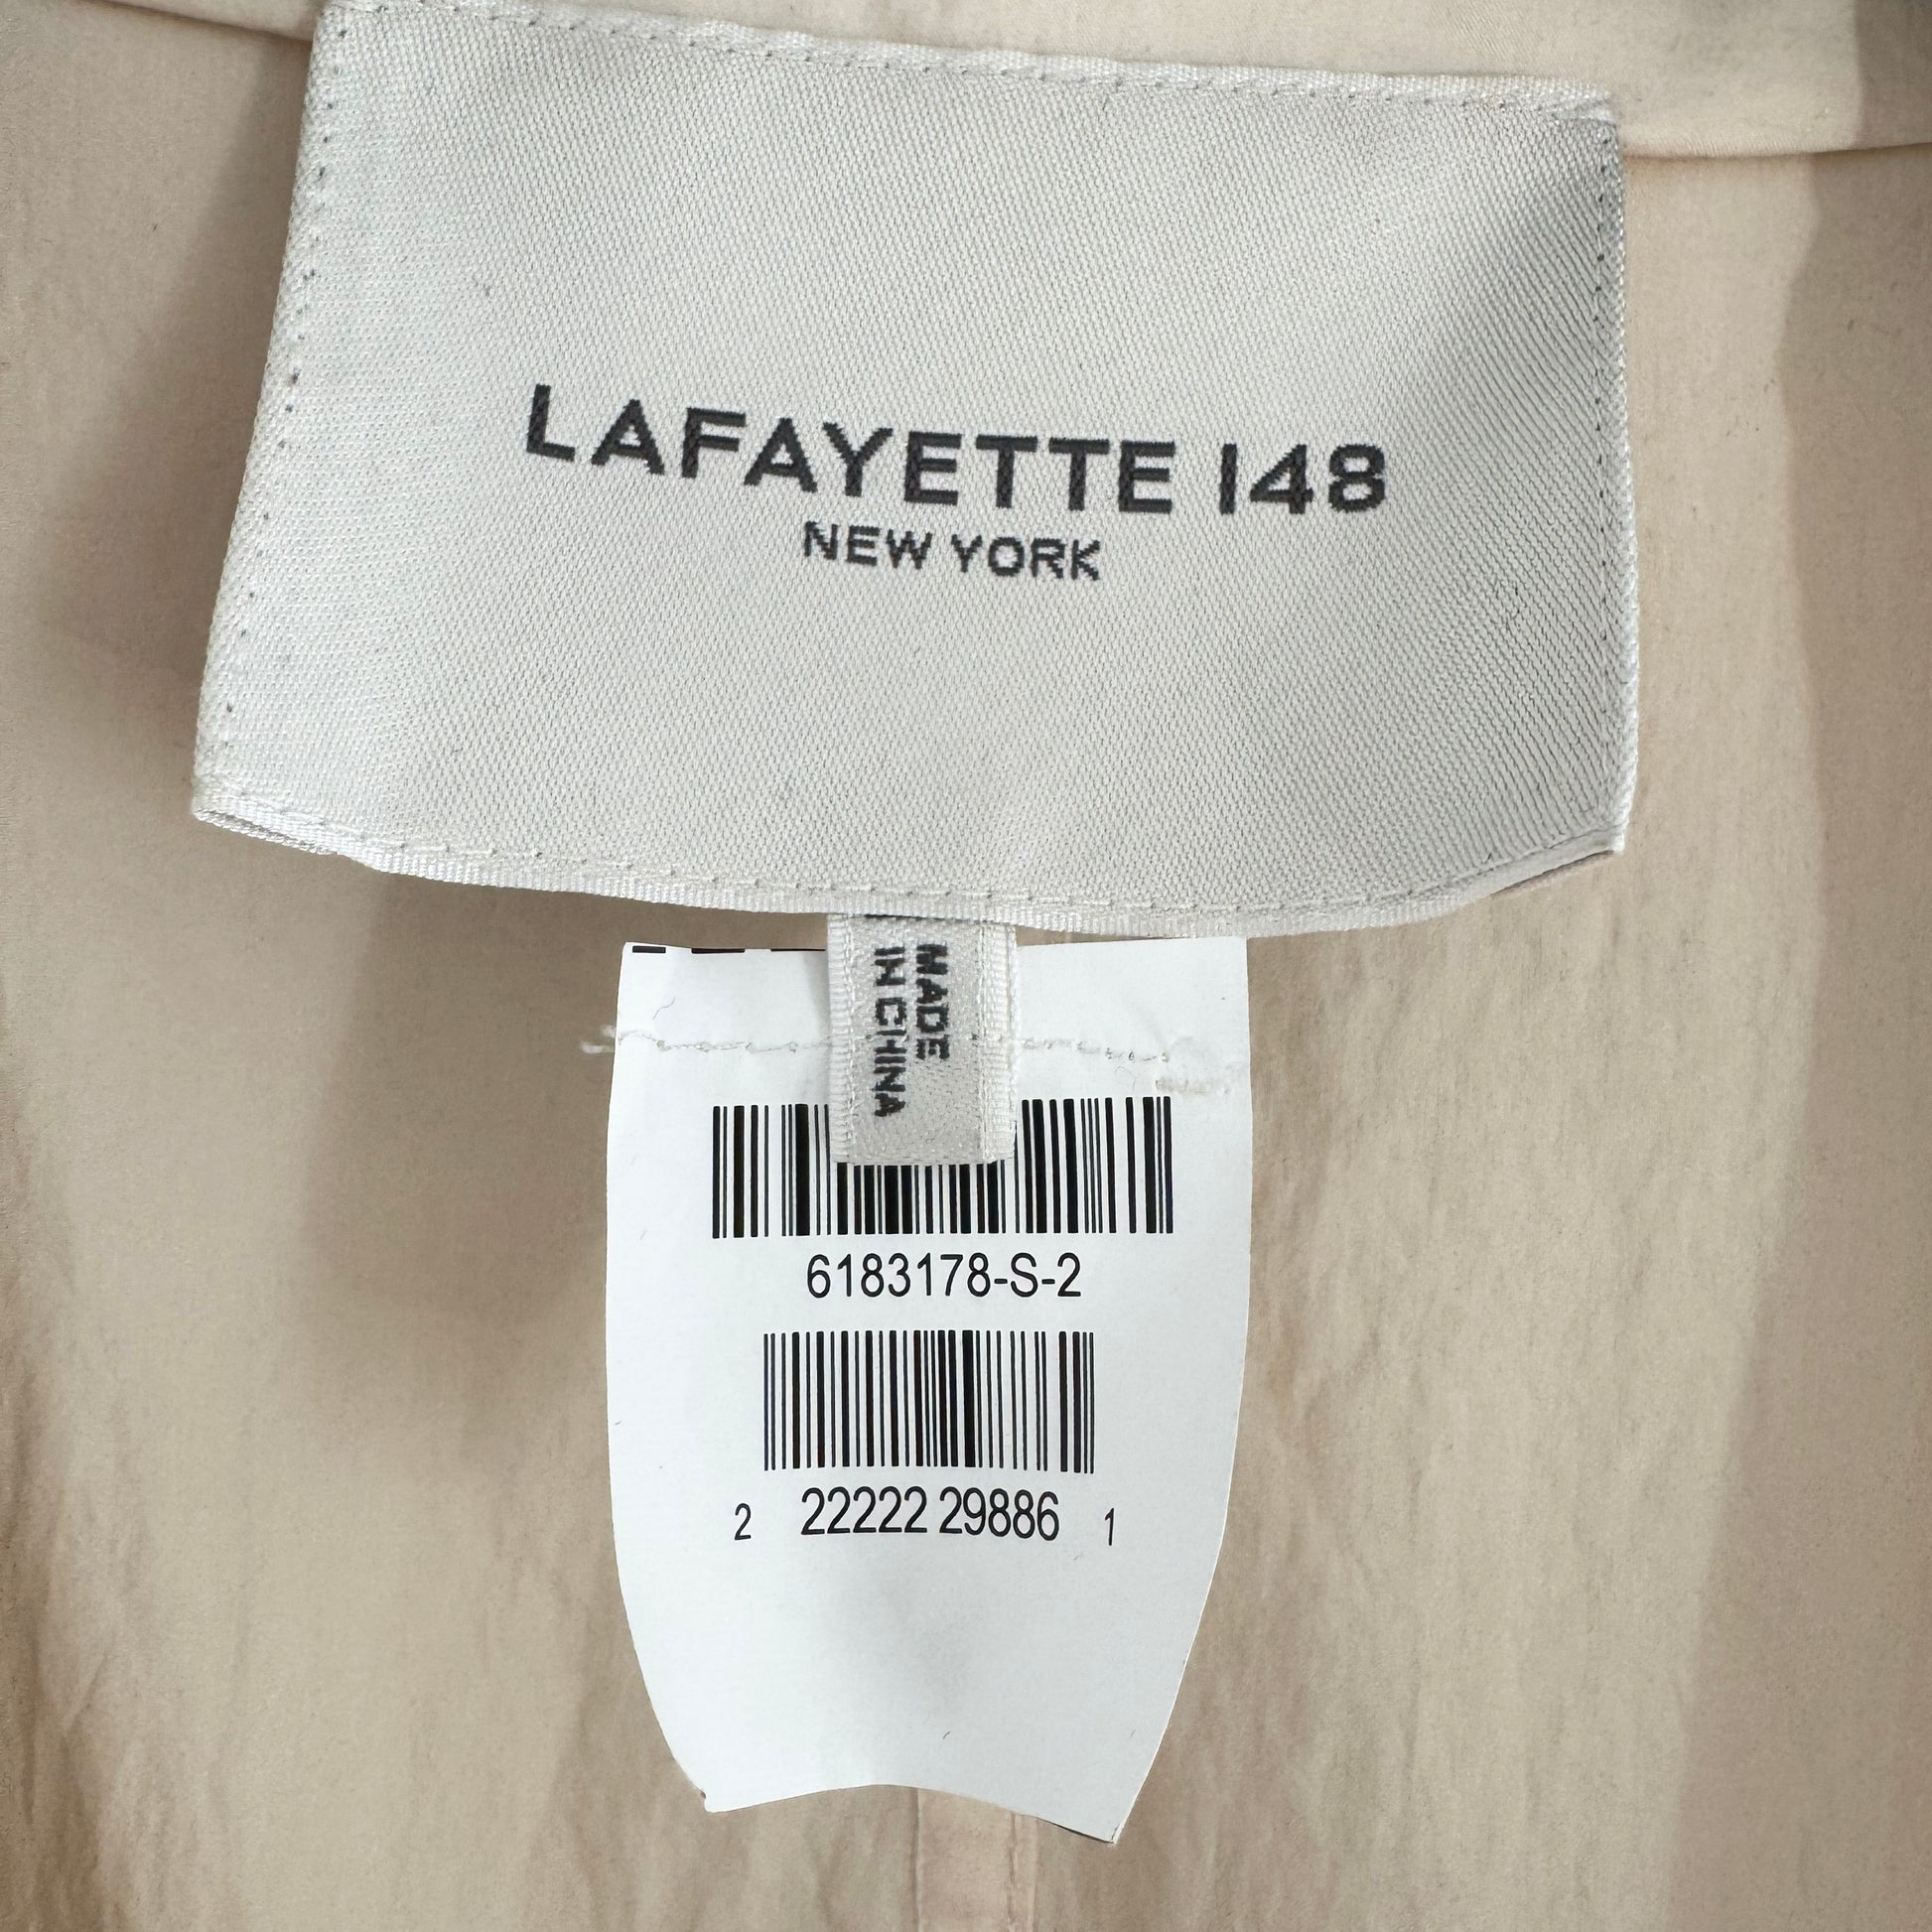 LAFAYETTE 148
NEW YORK
MADE
IN CHINA
6183178-S-2
2 22222 29886 1